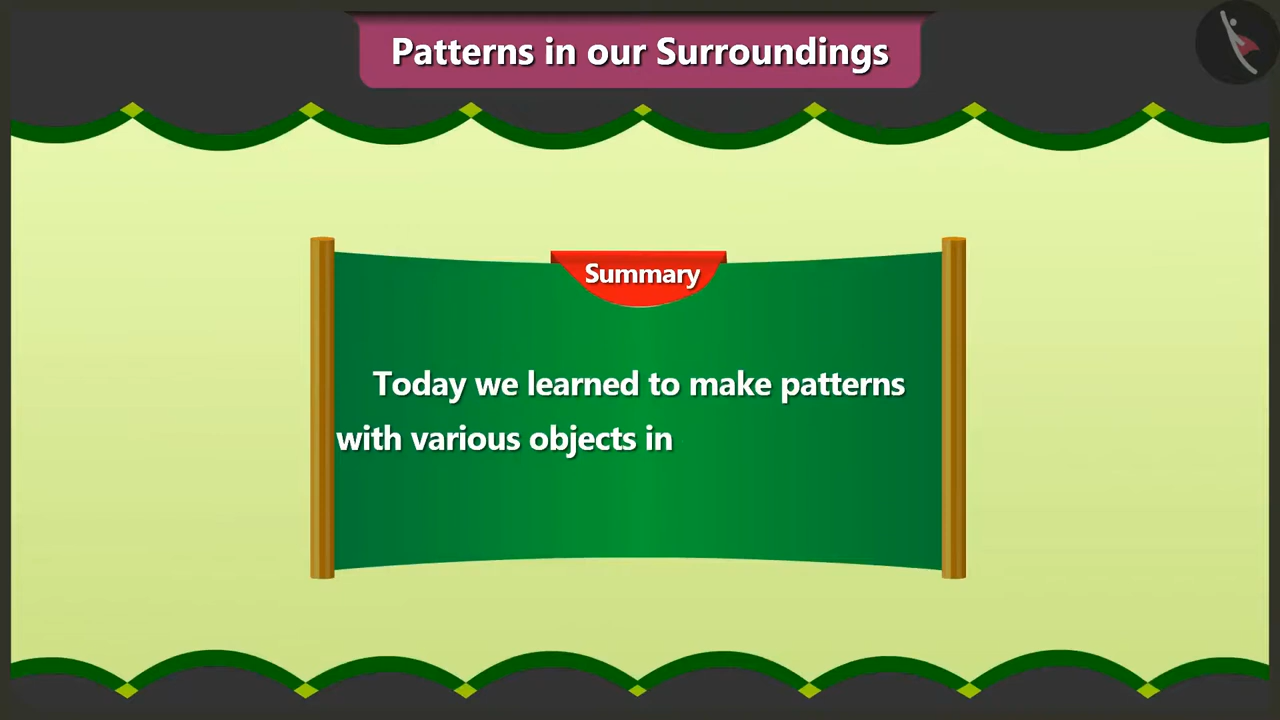 Patterns in our Surroundings
Summary
Today we learned to make patterns
with various objects in